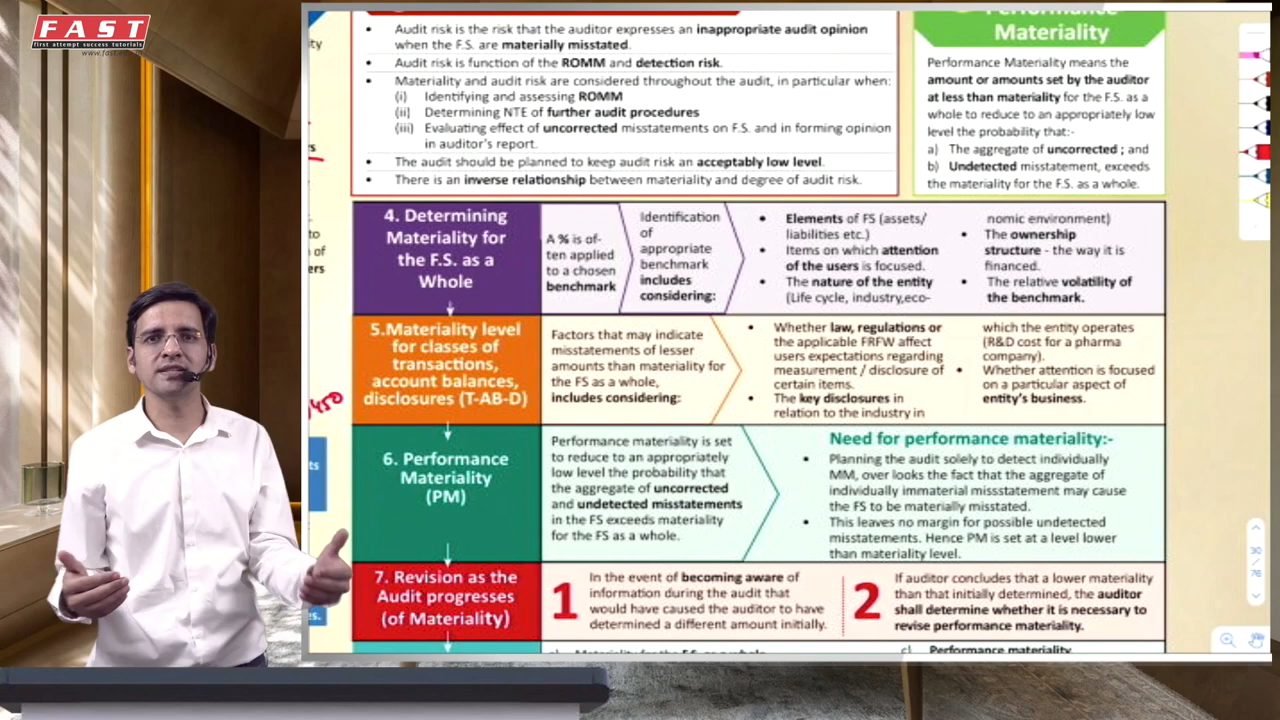 FAST
first attempt success tutorials
www.fast.
• Audit risk is the risk that the auditor expresses an inappropriate audit opinion
when the F.S. are materially misstated.
• Audit risk is function of the ROMM and detection risk.
• Materiality and audit risk are considered throughout the audit, in particular when:
(i) Identifying and assessing ROMM
(ii) Determining NTE of further audit procedures
(iii) Evaluating effect of uncorrected misstatements on F.S. and in forming opinion
in auditor's report.
• The audit should be planned to keep audit risk an acceptably low level.
• There is an inverse relationship between materiality and degree of audit risk.
Performance
Materiality
Performance Materiality means the
amount or amounts set by the auditor
at less than materiality for the F.S. as a
whole to reduce to an appropriately low
level the probability that:-
a) The aggregate of uncorrected ; and
b) Undetected misstatement, exceeds
the materiality for the F.S. as a whole.
4. Determining
Materiality for
the F.S. as a
Whole
A % is of-
ten applied
to a chosen
benchmark
Identification
of
appropriate
benchmark
includes
considering:
• Elements of FS (assets/
liabilities etc.)
• Items on which attention
of the users is focused.
• The nature of the entity
(Life cycle, industry,eco-
nomic environment)
• The ownership
structure - the way it is
financed.
• The relative volatility of
the benchmark.
5.Materiality level
for classes of
transactions,
account balances,
disclosures (T-AB-D)
Factors that may indicate
misstatements of lesser
amounts than materiality for
the FS as a whole,
includes considering:
• Whether law, regulations or
the applicable FRFW affect
users expectations regarding
measurement / disclosure of
certain items.
• The key disclosures in
relation to the industry in
which the entity operates
(R&D cost for a pharma
company).
• Whether attention is focused
on a particular aspect of
entity's business.
6. Performance
Materiality
(PM)
Performance materiality is set
to reduce to an appropriately
low level the probability that
the aggregate of uncorrected
and undetected misstatements
in the FS exceeds materiality
for the FS as a whole.
Need for performance materiality:-
• Planning the audit solely to detect individually
MM, over looks the fact that the aggregate of
individually immaterial missstatement may cause
the FS to be materially misstated.
• This leaves no margin for possible undetected
misstatements. Hence PM is set at a level lower
than materiality level.
7. Revision as the
Audit progresses
(of Materiality)
1
In the event of becoming aware of
information during the audit that
would have caused the auditor to have
determined a different amount initially.
2
If auditor concludes that a lower materiality
than that initially determined, the auditor
shall determine whether it is necessary to
revise performance materiality.
Materiality for the F.S. as a whole
c) Performance materiality
30
76